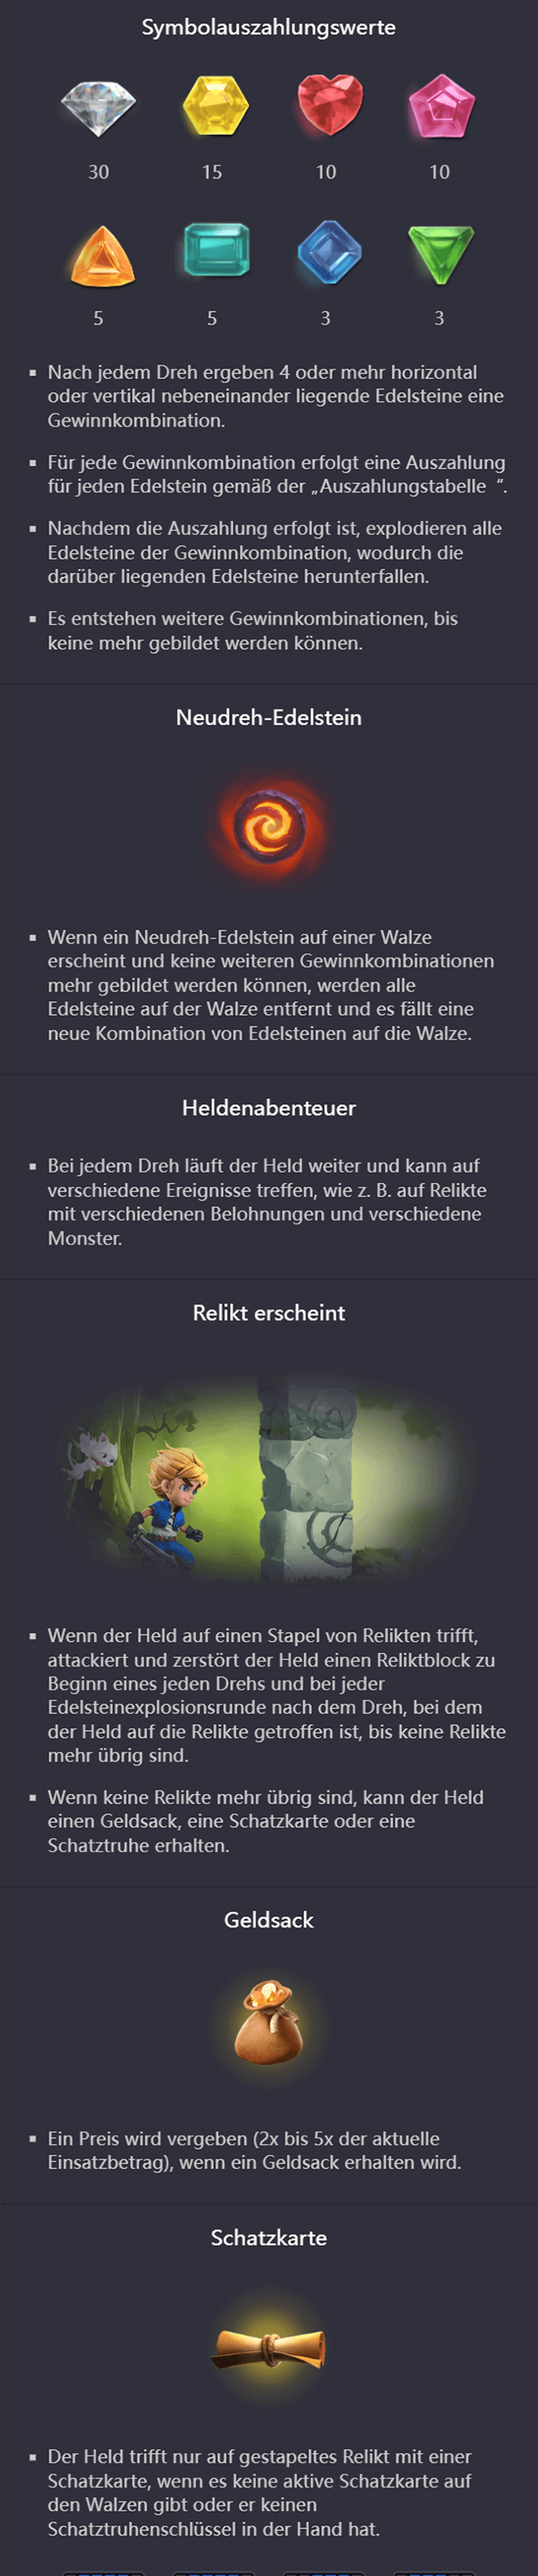 Symbolauszahlungswerte
30 15 10 10
5 5 3 3
▪ Nach jedem Dreh ergeben 4 oder mehr horizontal
oder vertikal nebeneinander liegende Edelsteine eine
Gewinnkombination.
▪ Für jede Gewinnkombination erfolgt eine Auszahlung
für jeden Edelstein gemäß der „Auszahlungstabelle “.
▪ Nachdem die Auszahlung erfolgt ist, explodieren alle
Edelsteine der Gewinnkombination, wodurch die
darüber liegenden Edelsteine herunterfallen.
▪ Es entstehen weitere Gewinnkombinationen, bis
keine mehr gebildet werden können.
Neudreh-Edelstein
▪ Wenn ein Neudreh-Edelstein auf einer Walze
erscheint und keine weiteren Gewinnkombinationen
mehr gebildet werden können, werden alle
Edelsteine auf der Walze entfernt und es fällt eine
neue Kombination von Edelsteinen auf die Walze.
Heldenabenteuer
▪ Bei jedem Dreh läuft der Held weiter und kann auf
verschiedene Ereignisse treffen, wie z. B. auf Relikte
mit verschiedenen Belohnungen und verschiedene
Monster.
Relikt erscheint
▪ Wenn der Held auf einen Stapel von Relikten trifft,
attackiert und zerstört der Held einen Reliktblock zu
Beginn eines jeden Drehs und bei jeder
Edelsteinexplosionsrunde nach dem Dreh, bei dem
der Held auf die Relikte getroffen ist, bis keine Relikte
mehr übrig sind.
▪ Wenn keine Relikte mehr übrig sind, kann der Held
einen Geldsack, eine Schatzkarte oder eine
Schatztruhe erhalten.
Geldsack
▪ Ein Preis wird vergeben (2x bis 5x der aktuelle
Einsatzbetrag), wenn ein Geldsack erhalten wird.
Schatzkarte
▪ Der Held trifft nur auf gestapeltes Relikt mit einer
Schatzkarte, wenn es keine aktive Schatzkarte auf
den Walzen gibt oder er keinen
Schatztruhenschlüssel in der Hand hat.